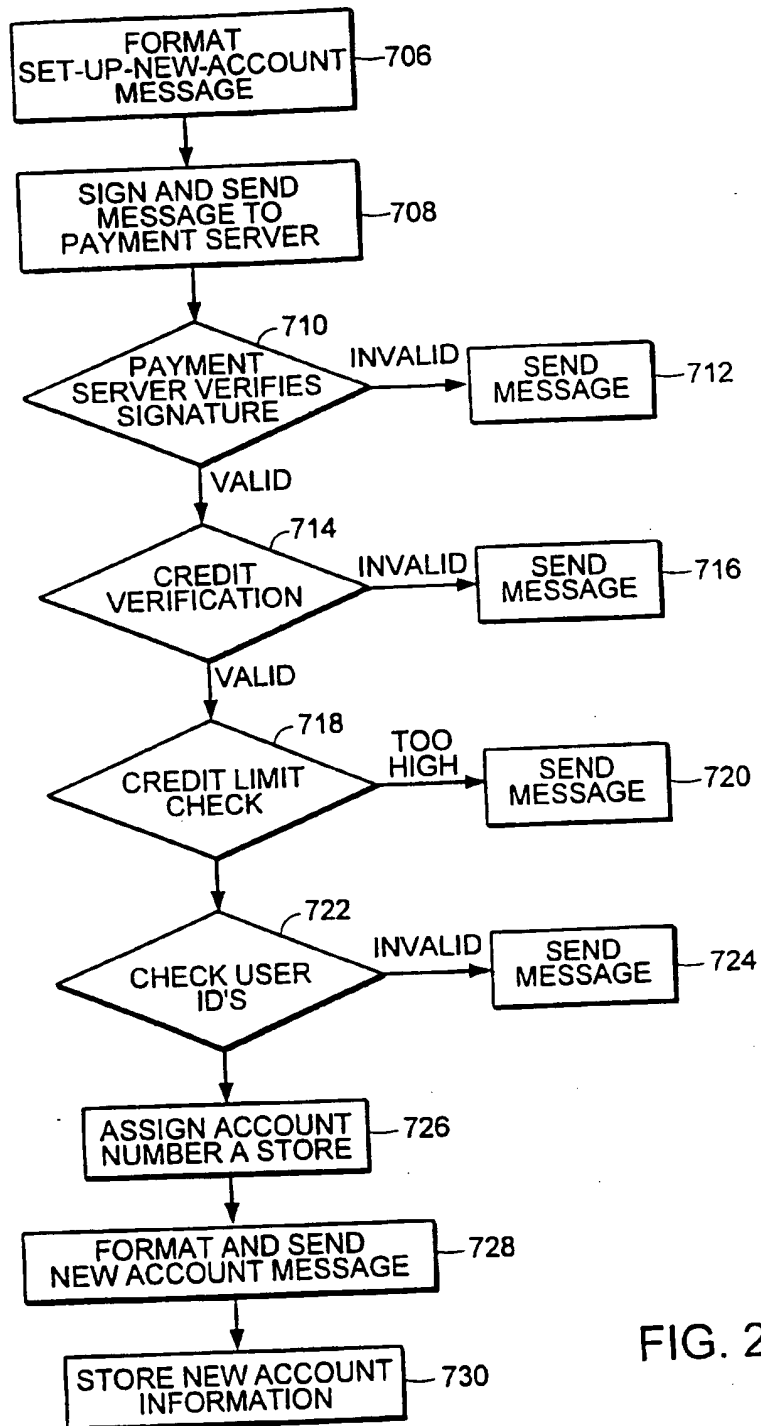 FORMAT
SET-UP-NEW-ACCOUNT
MESSAGE
706
SIGN AND SEND
MESSAGE TO
PAYMENT SERVER
708
710
PAYMENT
SERVER VERIFIES
SIGNATURE
INVALID
SEND
MESSAGE
712
VALID
714
CREDIT
VERIFICATION
INVALID
SEND
MESSAGE
716
VALID
718
CREDIT LIMIT
CHECK
TOO
HIGH
SEND
MESSAGE
720
722
CHECK USER
ID'S
INVALID
SEND
MESSAGE
724
ASSIGN ACCOUNT
NUMBER A STORE
726
FORMAT AND SEND
NEW ACCOUNT MESSAGE
728
STORE NEW ACCOUNT
INFORMATION
730
FIG. 2